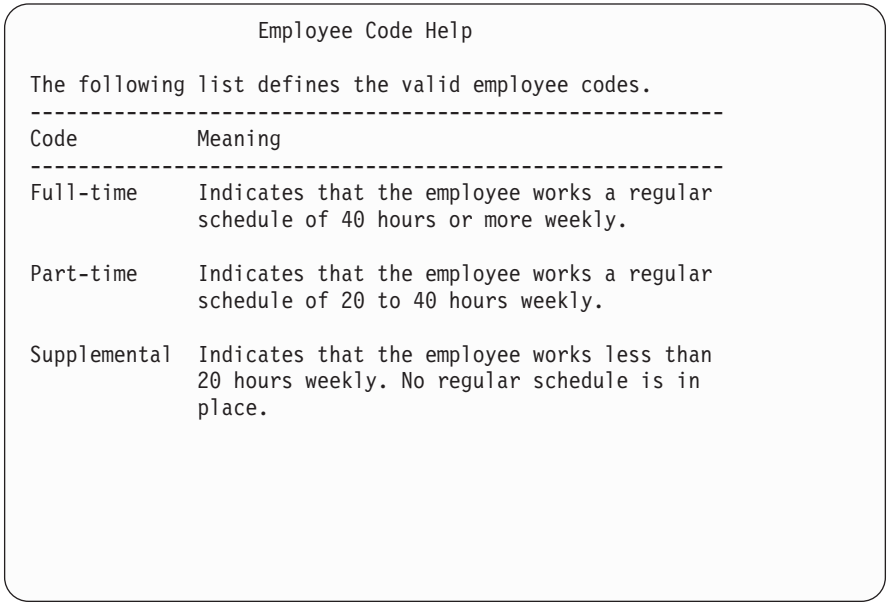 Employee Code Help
The following list defines the valid employee codes.
----------------------------------------------------------
Code Meaning
----------------------------------------------------------
Full-time Indicates that the employee works a regular
schedule of 40 hours or more weekly.
Part-time Indicates that the employee works a regular
schedule of 20 to 40 hours weekly.
Supplemental Indicates that the employee works less than
20 hours weekly. No regular schedule is in
place.